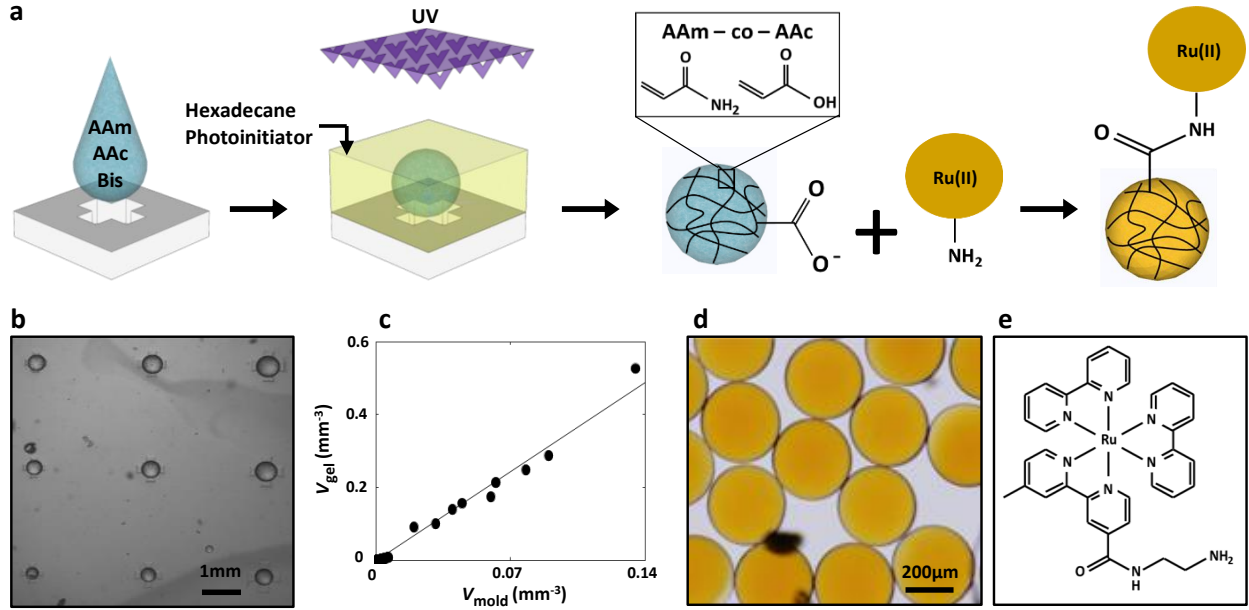 a
UV
AAm
AAc
Bis
Hexadecane
Photoinitiator
AAm – co – AAc
O
NH2
O
OH
O
O-
Ru(II)
NH2
Ru(II)
NH
O
b
1mm
c
0.6
0.4
0.2
0
0
0.07
0.14
Vgel (mm-3)
Vmold (mm-3)
d
200µm
e
N
N
N
N
Ru
N
N
O
N
H
NH2